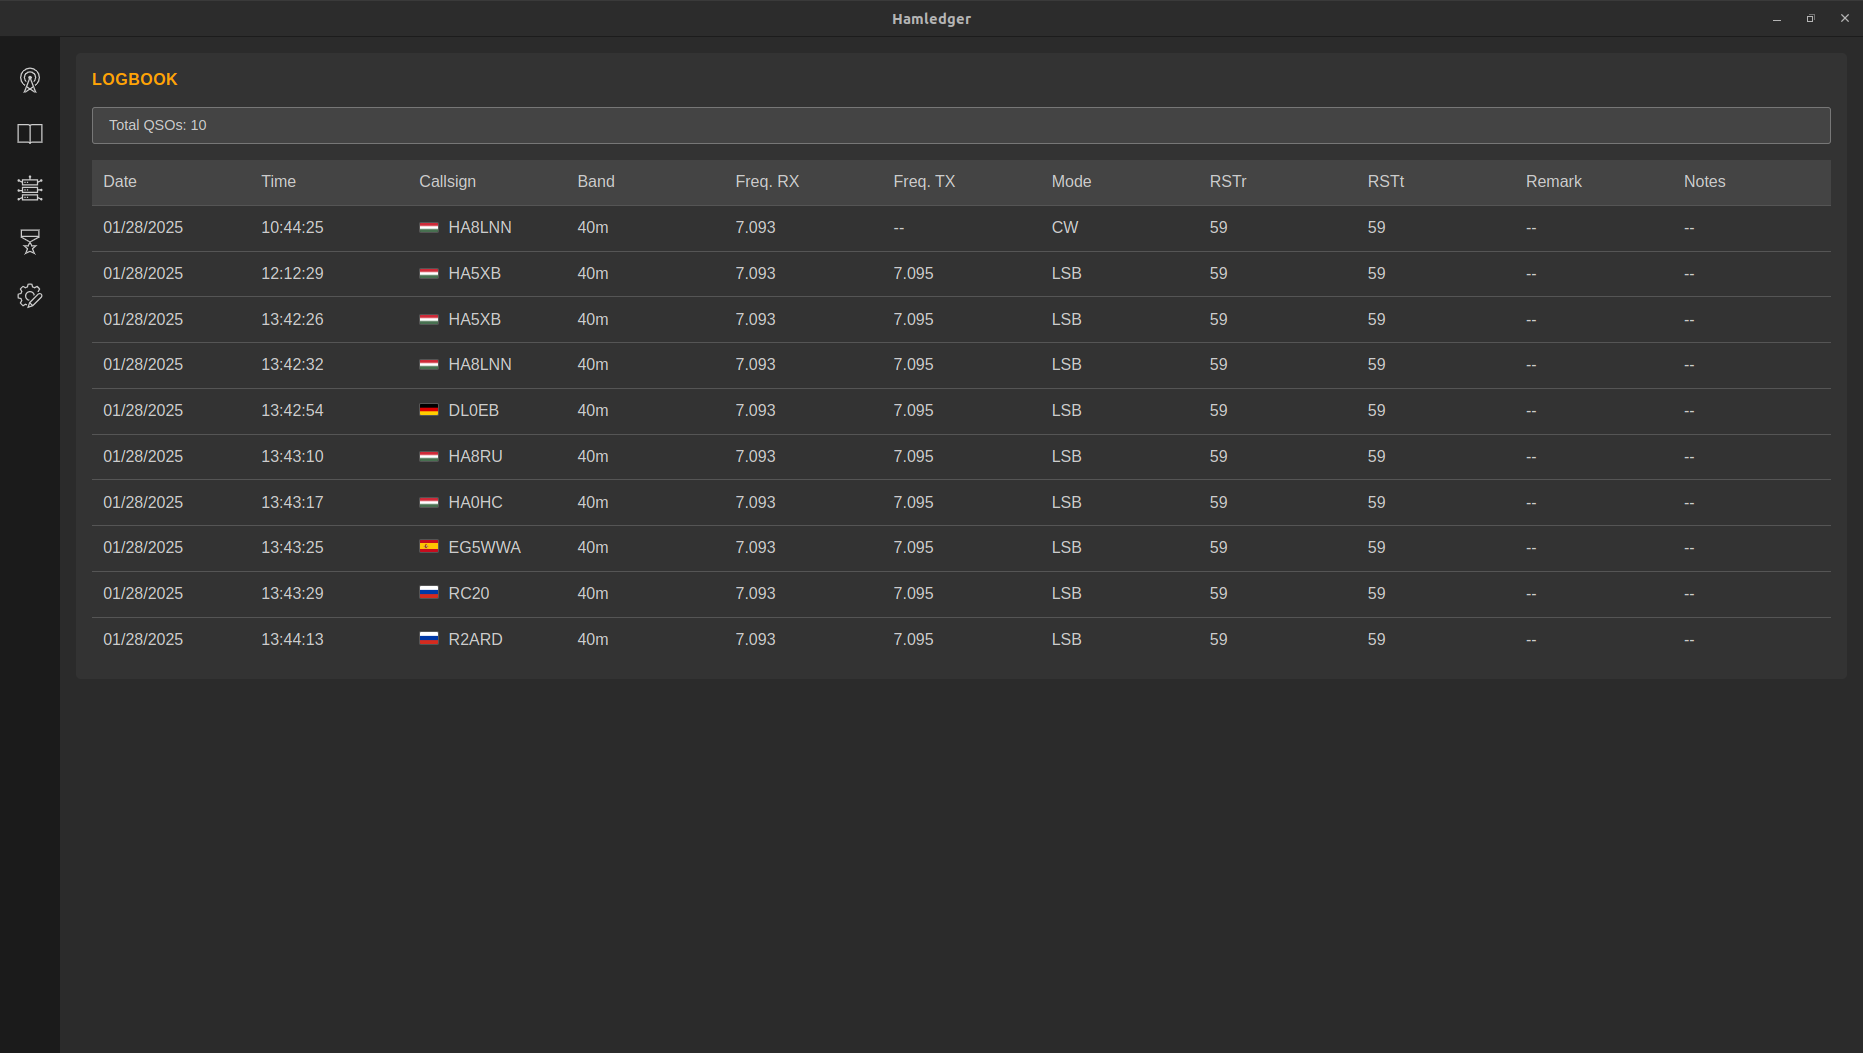 Hamledger
LOGBOOK
Total QSOs: 10
Date Time Callsign Band Freq. RX Freq. TX Mode RSTr RSTt Remark Notes
01/28/2025 10:44:25 HA8LNN 40m 7.093 -- CW 59 59 -- --
01/28/2025 12:12:29 HA5XB 40m 7.093 7.095 LSB 59 59 -- --
01/28/2025 13:42:26 HA5XB 40m 7.093 7.095 LSB 59 59 -- --
01/28/2025 13:42:32 HA8LNN 40m 7.093 7.095 LSB 59 59 -- --
01/28/2025 13:42:54 DL0EB 40m 7.093 7.095 LSB 59 59 -- --
01/28/2025 13:43:10 HA8RU 40m 7.093 7.095 LSB 59 59 -- --
01/28/2025 13:43:17 HA0HC 40m 7.093 7.095 LSB 59 59 -- --
01/28/2025 13:43:25 EG5WWA 40m 7.093 7.095 LSB 59 59 -- --
01/28/2025 13:43:29 RC20 40m 7.093 7.095 LSB 59 59 -- --
01/28/2025 13:44:13 R2ARD 40m 7.093 7.095 LSB 59 59 -- --